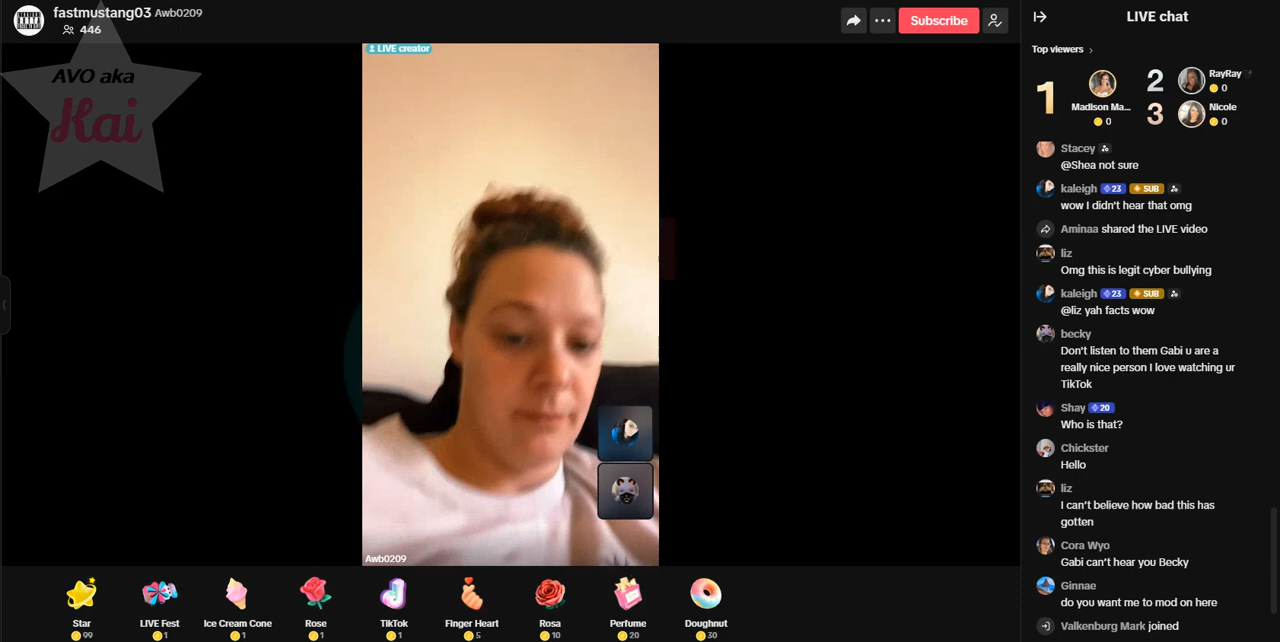 fastmustang03 Awb0209
446
Subscribe
LIVE chat
AVO aka
Kai
LIVE creator
Awb0209
Top viewers
1
Madison Ma...
0
2
RayRay
0
3
Nicole
0
Stacey
@Shea not sure
kaleigh 23 SUB
wow I didn't hear that omg
Aminaa shared the LIVE video
liz
Omg this is legit cyber bullying
kaleigh 23 SUB
@liz yah facts wow
becky
Don't listen to them Gabi u are a
really nice person I love watching ur
TikTok
Shay 20
Who is that?
Chickster
Hello
liz
I can't believe how bad this has
gotten
Cora Wyo
Gabi can't hear you Becky
Ginnae
do you want me to mod on here
Valkenburg Mark joined
Star
99
LIVE Fest
1
Ice Cream Cone
1
Rose
1
TikTok
1
Finger Heart
5
Rosa
10
Perfume
20
Doughnut
30